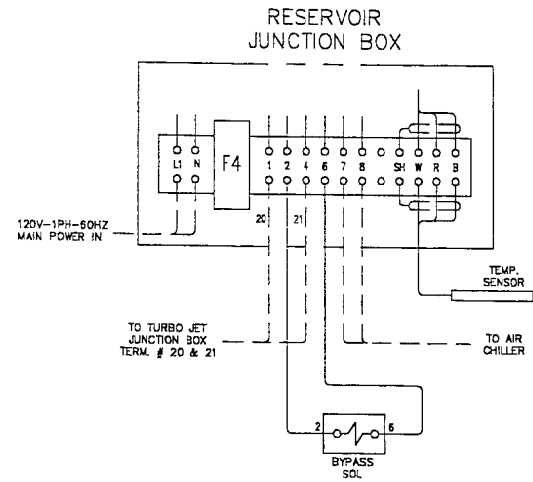 RESERVOIR
JUNCTION BOX
L1 N F4 1 2 4 6 7 8 SH W R B
20 21
120V-1PH-60HZ
MAIN POWER IN
TEMP.
SENSOR
TO TURBO JET
JUNCTION BOX
TERM. # 20 & 21
TO AIR
CHILLER
2 6
BYPASS
SOL